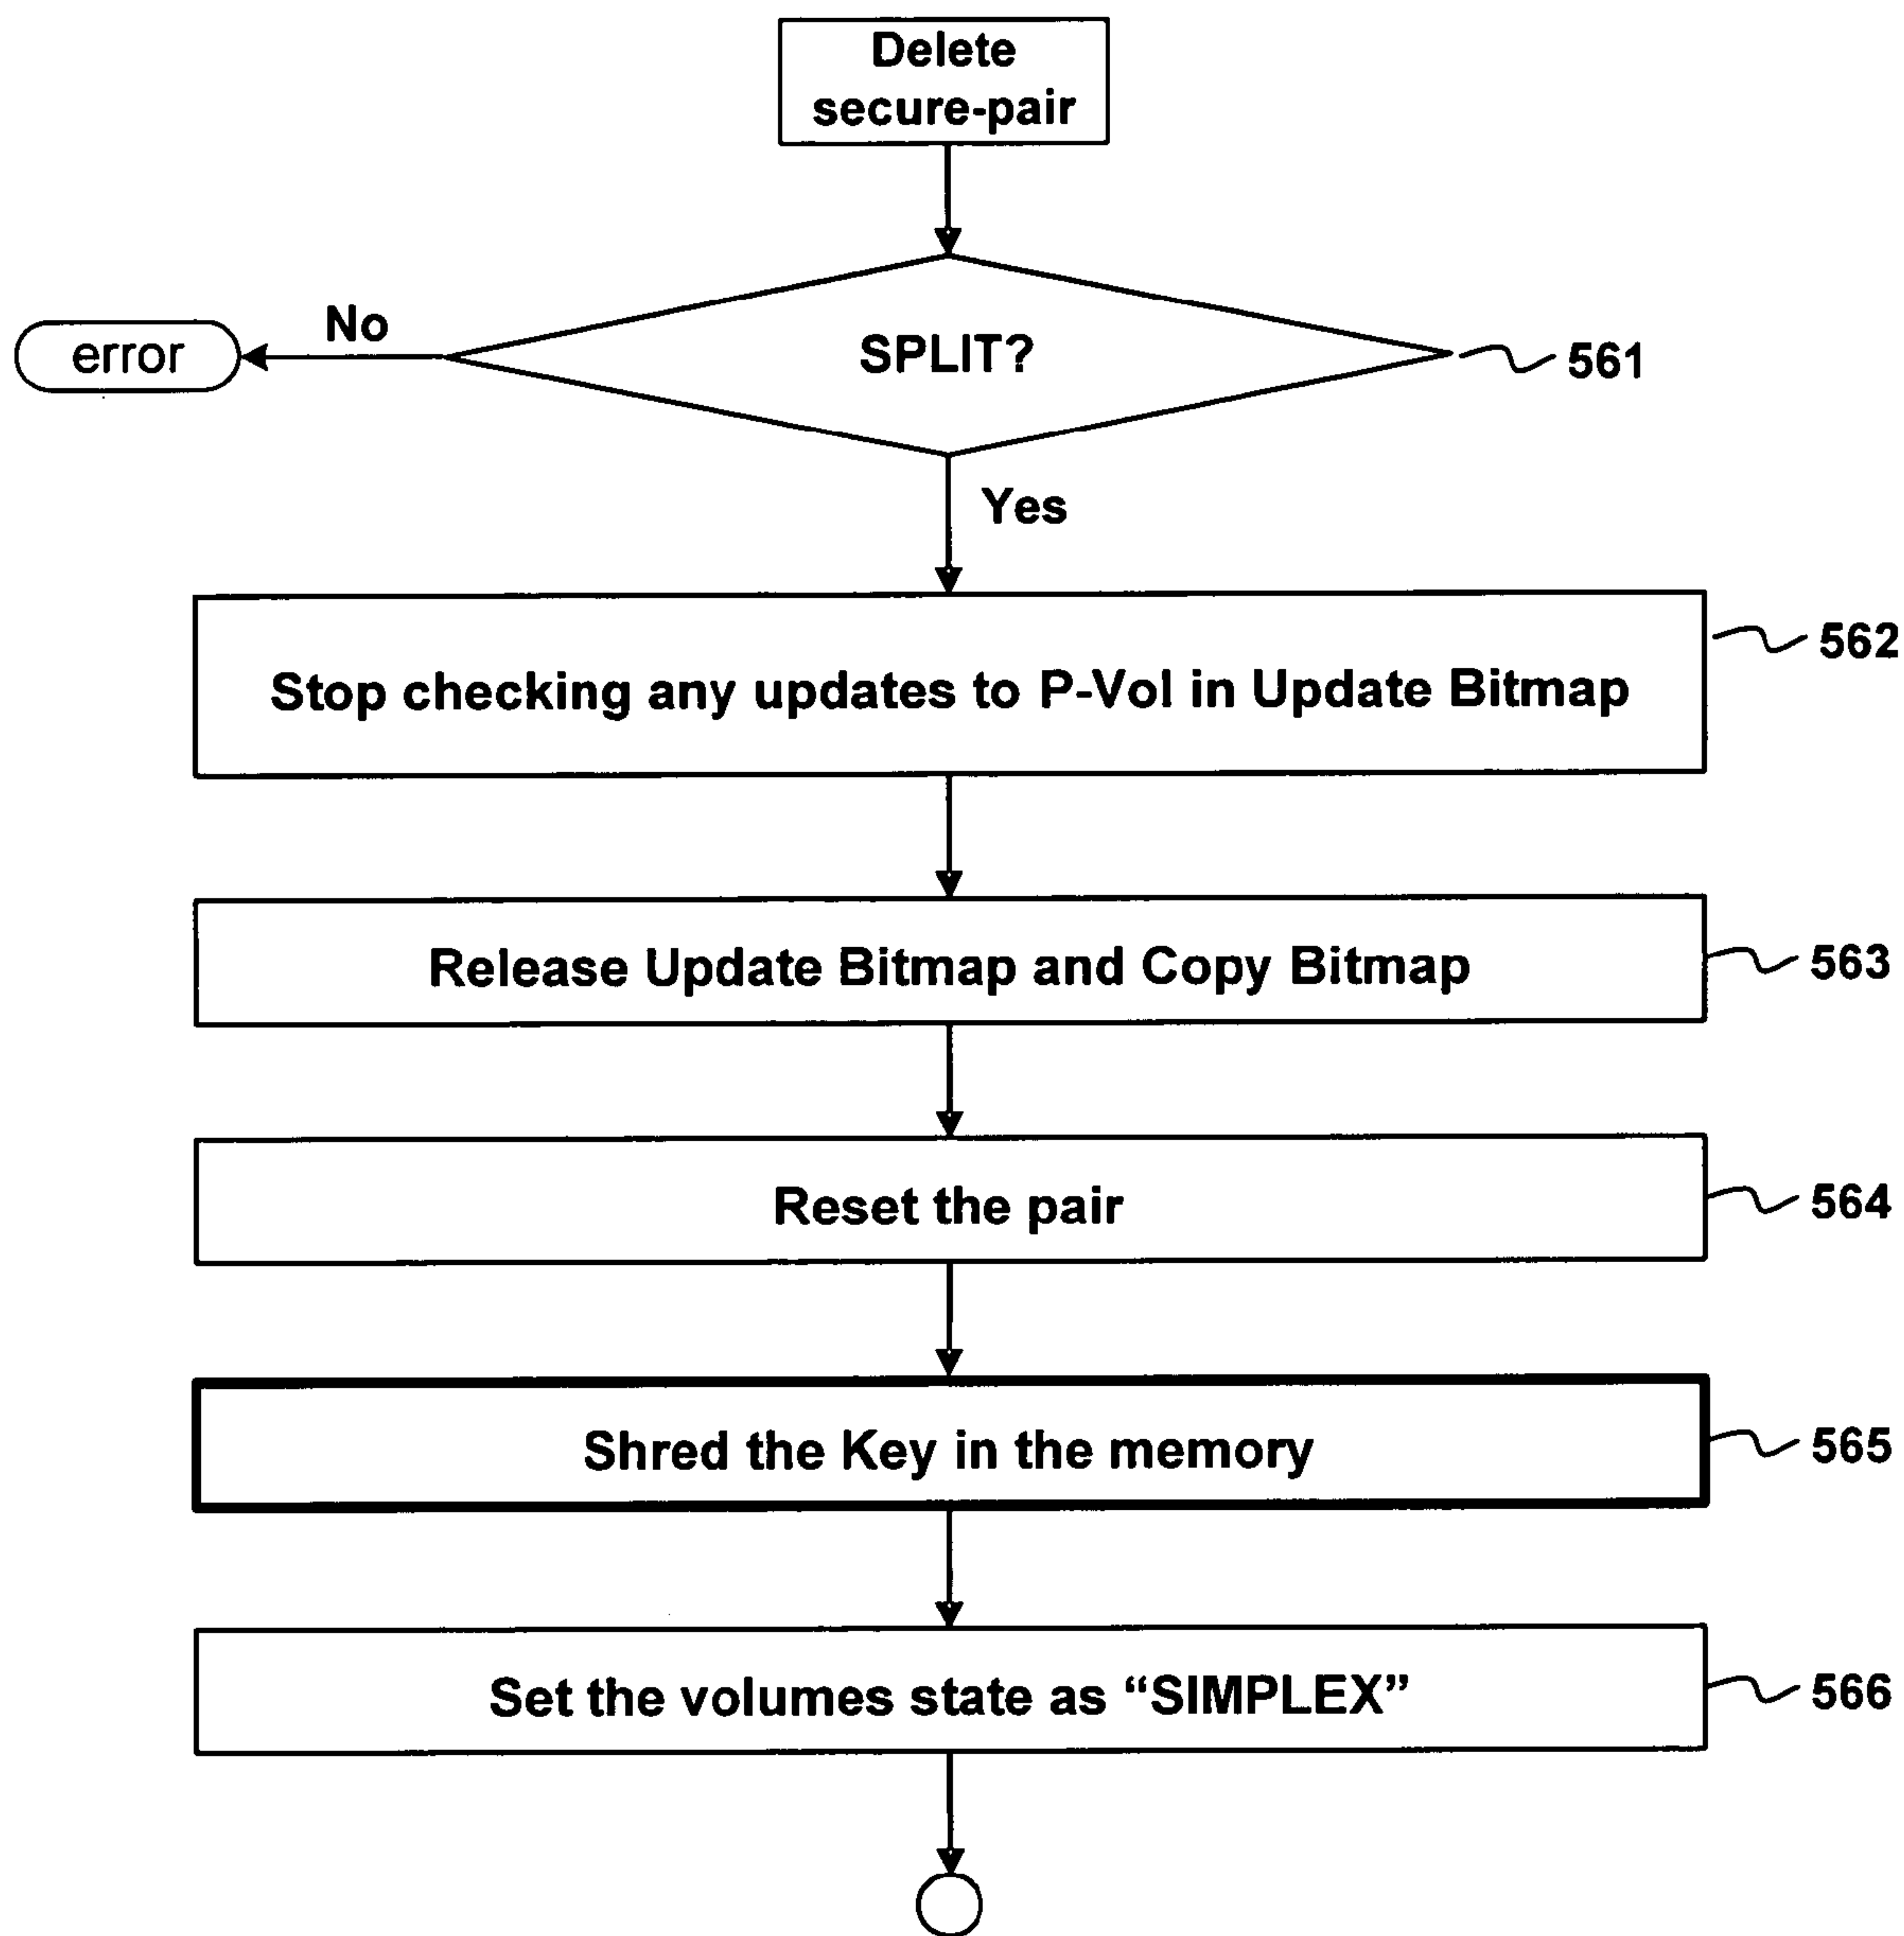 Delete
secure-pair
No
error
SPLIT?
561
Yes
562
Stop checking any updates to P-Vol in Update Bitmap
Release Update Bitmap and Copy Bitmap
563
Reset the pair
564
Shred the Key in the memory
565
Set the volumes state as “SIMPLEX”
566